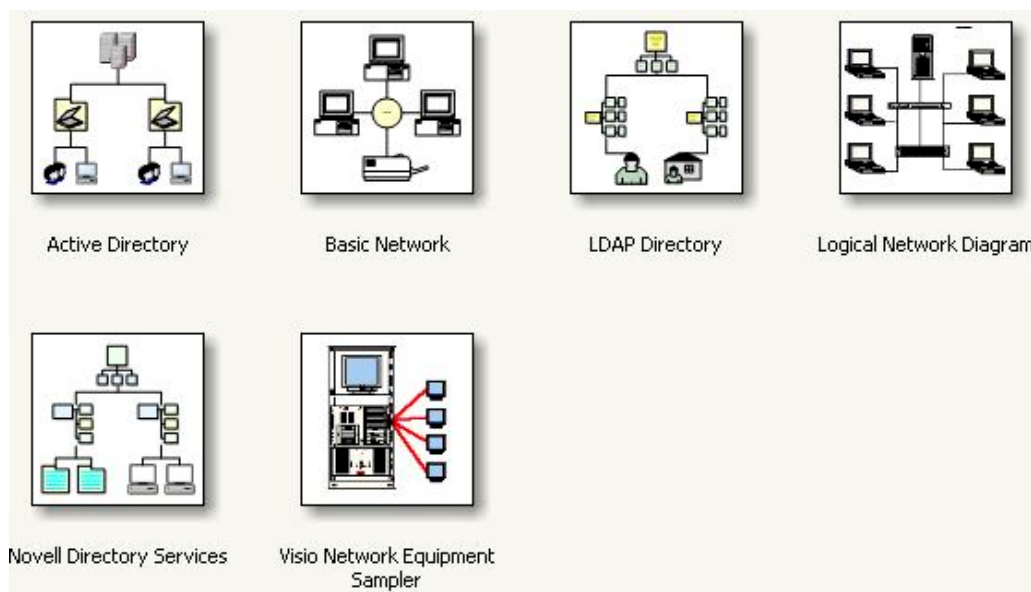 Active Directory
Basic Network
LDAP Directory
Logical Network Diagram
Novell Directory Services
Visio Network Equipment
Sampler